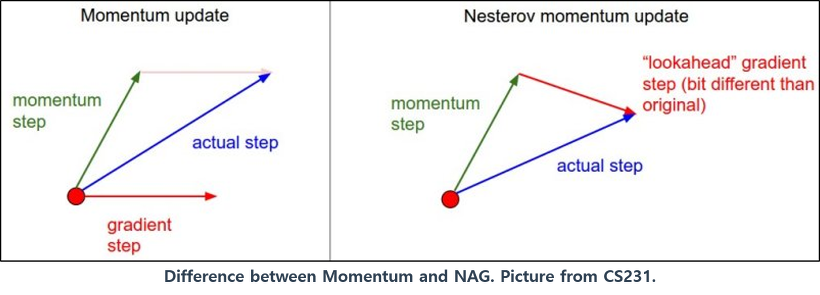 Momentum update
momentum
step
actual step
gradient
step
Nesterov momentum update
momentum
step
"lookahead" gradient
step (bit different than
original)
actual step
Difference between Momentum and NAG. Picture from CS231.